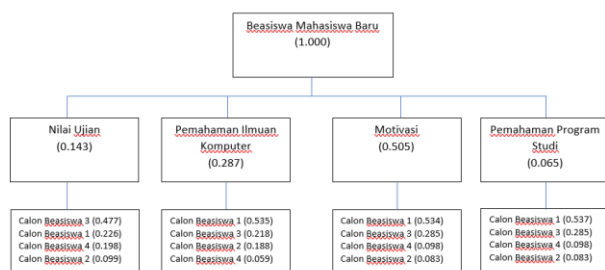 Beasiswa Mahasiswa Baru
(1.000)
Nilai Ujian
(0.143)
Pemahaman Ilmuan
Komputer
(0.287)
Motivasi
(0.505)
Pemahaman Program
Studi
(0.065)
Calon Beasiswa 3 (0.477)
Calon Beasiswa 1 (0.226)
Calon Beasiswa 4 (0.198)
Calon Beasiswa 2 (0.099)
Calon Beasiswa 1 (0.535)
Calon Beasiswa 3 (0.218)
Calon Beasiswa 2 (0.188)
Calon Beasiswa 4 (0.059)
Calon Beasiswa 1 (0.534)
Calon Beasiswa 3 (0.285)
Calon Beasiswa 4 (0.098)
Calon Beasiswa 2 (0.083)
Calon Beasiswa 1 (0.537)
Calon Beasiswa 3 (0.285)
Calon Beasiswa 4 (0.098)
Calon Beasiswa 2 (0.083)